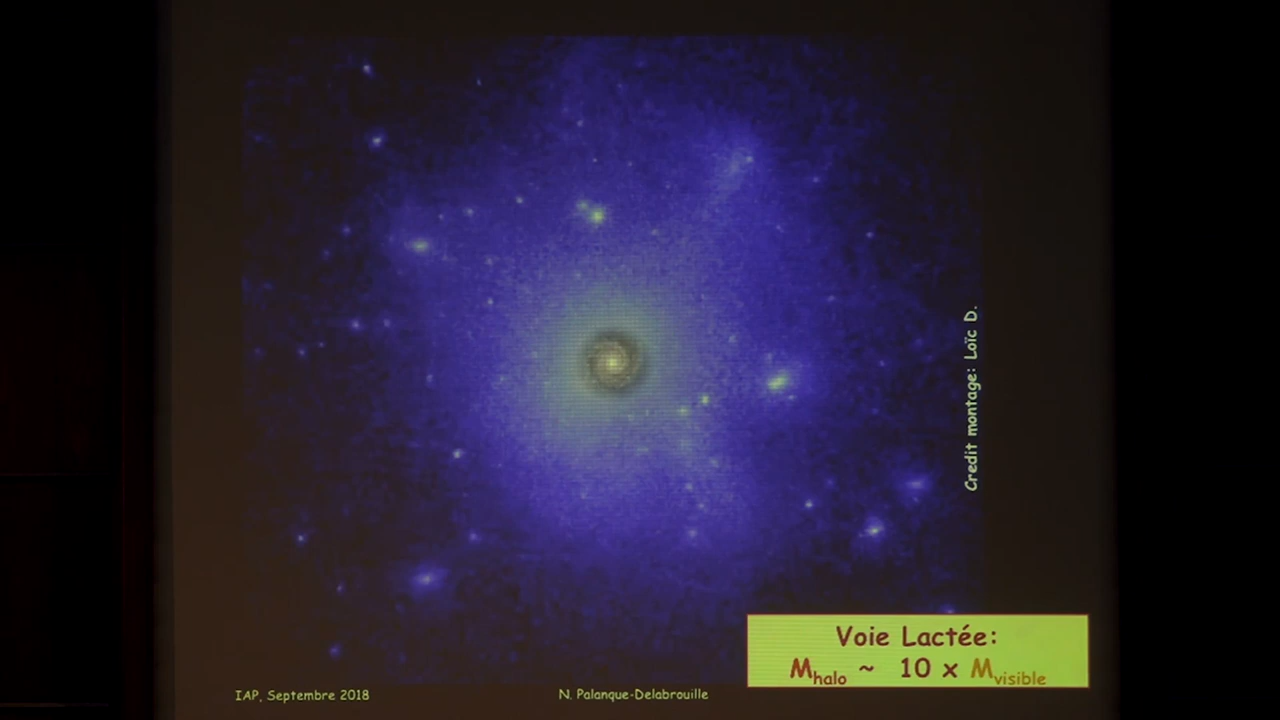 Credit montage: Loïc D.
Voie Lactée:
Mhalo ~ 10 x Mvisible
IAP, Septembre 2018
N. Palanque-Delabrouille